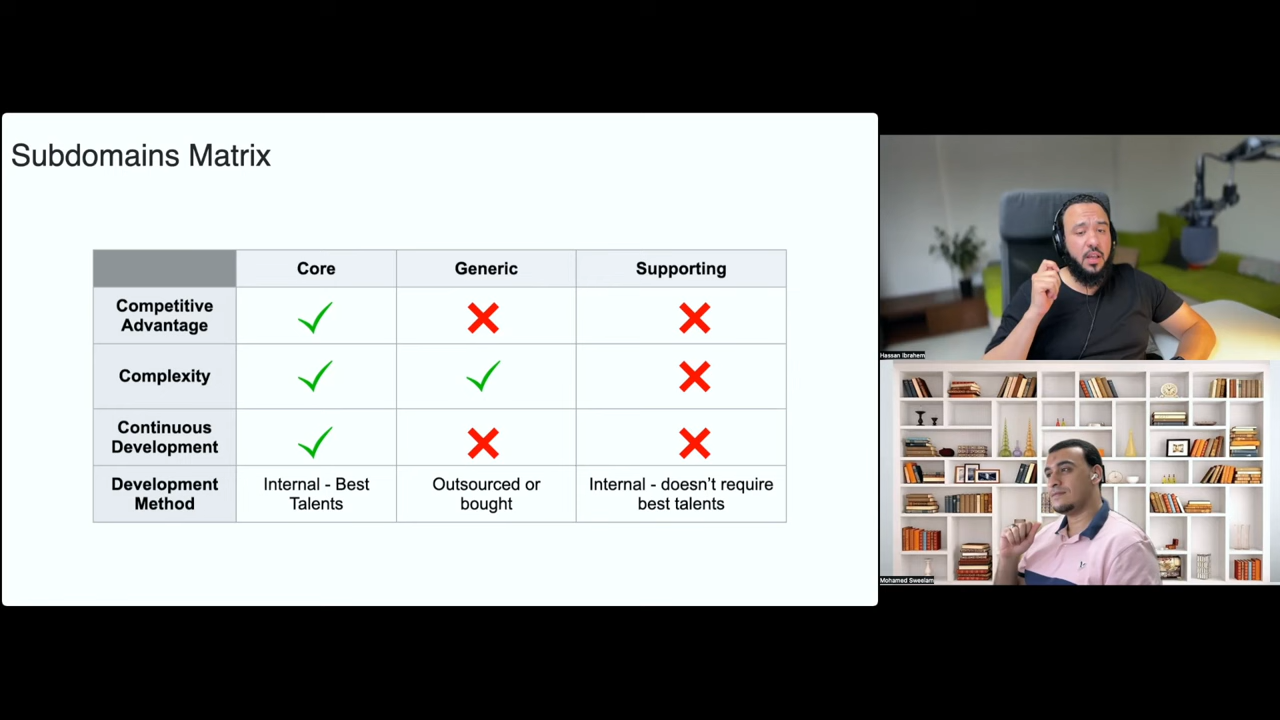 Subdomains Matrix
Core
Generic
Supporting
Competitive
Advantage
Complexity
Continuous
Development
Development
Method
Internal - Best
Talents
Outsourced or
bought
Internal - doesn’t require
best talents
Hassan Ibrahem
Mohamed Sweelam